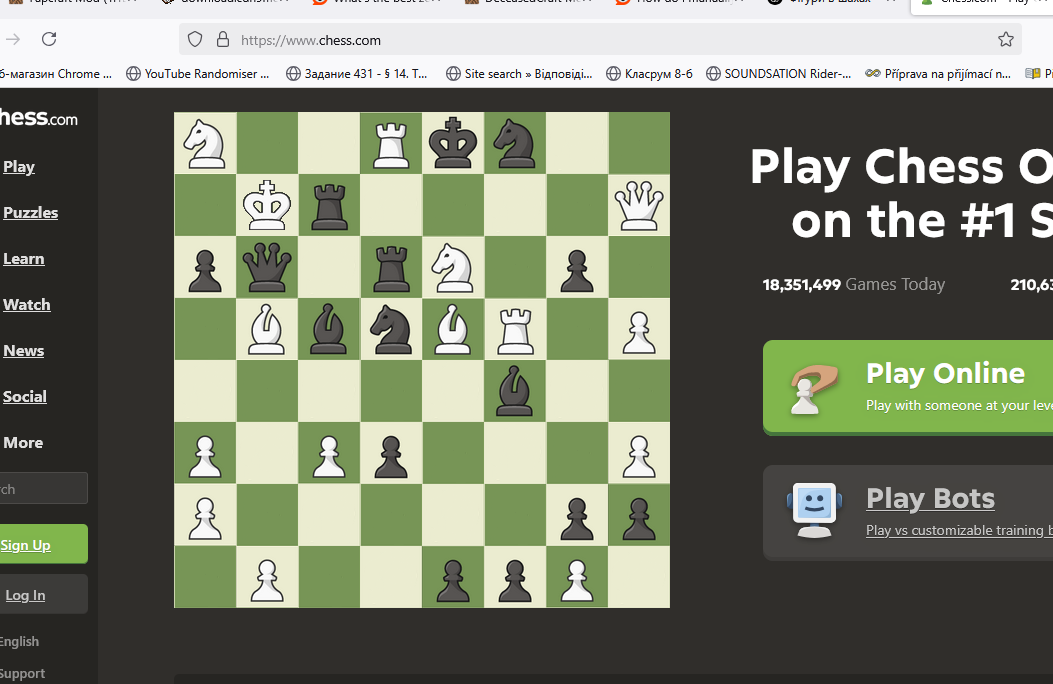 https://www.chess.com
б-магазин Chrome ... YouTube Randomiser ... Задание 431 - § 14. Т... Site search » Відповіді... Класрум 8-б SOUNDSATION Rider-... Příprava na přijímací n...
hess.com
Play
Puzzles
Learn
Watch
News
Social
More
rch
Sign Up
Log In
English
Support
Play Chess O
on the #1 S
18,351,499 Games Today 210,63
Play Online
Play with someone at your leve
Play Bots
Play vs customizable training b